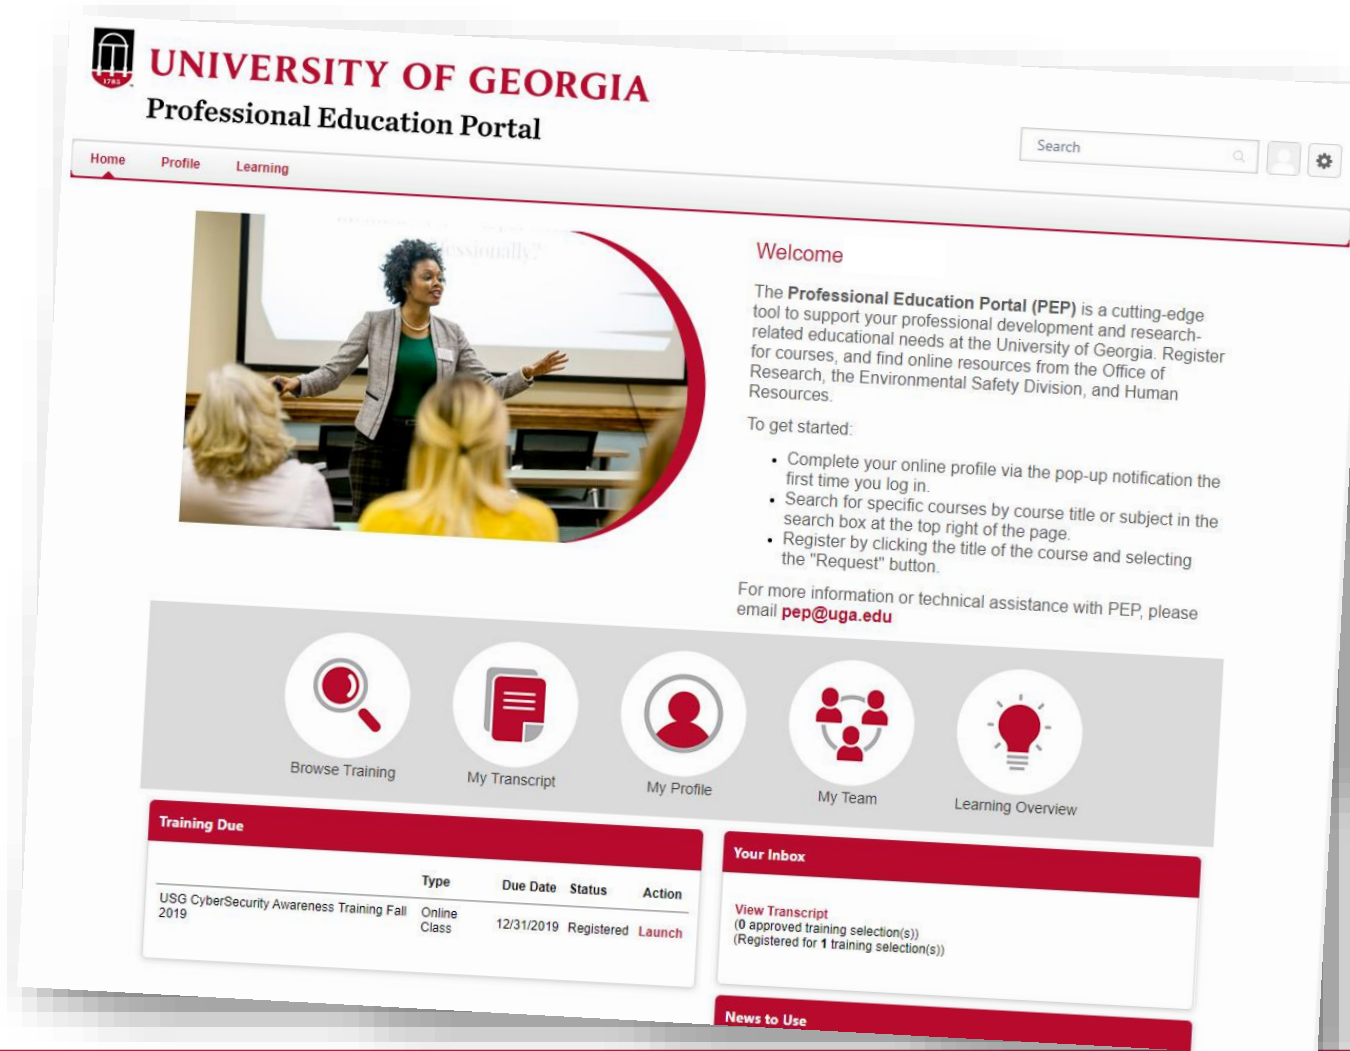 1785
UNIVERSITY OF GEORGIA
Professional Education Portal
Search
Home Profile Learning
essionally?
Welcome
The Professional Education Portal (PEP) is a cutting-edge
tool to support your professional development and research-
related educational needs at the University of Georgia. Register
for courses, and find online resources from the Office of
Research, the Environmental Safety Division, and Human
Resources.
To get started:
• Complete your online profile via the pop-up notification the
first time you log in.
• Search for specific courses by course title or subject in the
search box at the top right of the page.
• Register by clicking the title of the course and selecting
the "Request" button.
For more information or technical assistance with PEP, please
email pep@uga.edu
Browse Training
My Transcript
My Profile
My Team
Learning Overview
Training Due
Type Due Date Status Action
USG CyberSecurity Awareness Training Fall
2019
Online
Class
12/31/2019 Registered Launch
Your Inbox
View Transcript
(0 approved training selection(s))
(Registered for 1 training selection(s))
News to Use